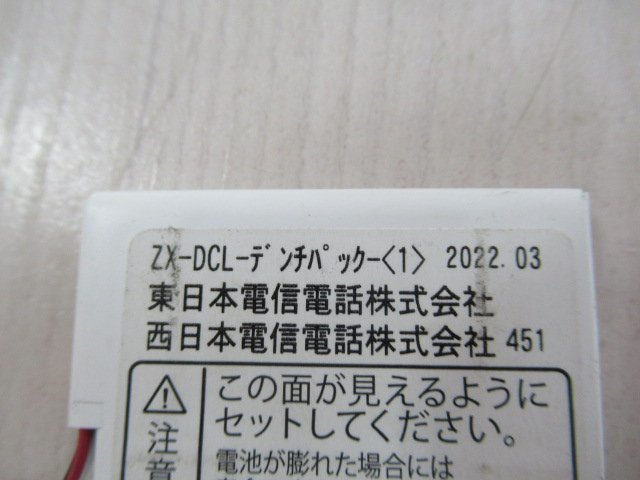 ZX-DCL-ﾃﾞﾝﾁﾊﾟｯｸ-<1> 2022.03
東日本電信電話株式会社
西日本電信電話株式会社 451
注意
この面が見えるように
セットしてください。
電池が膨れた場合には